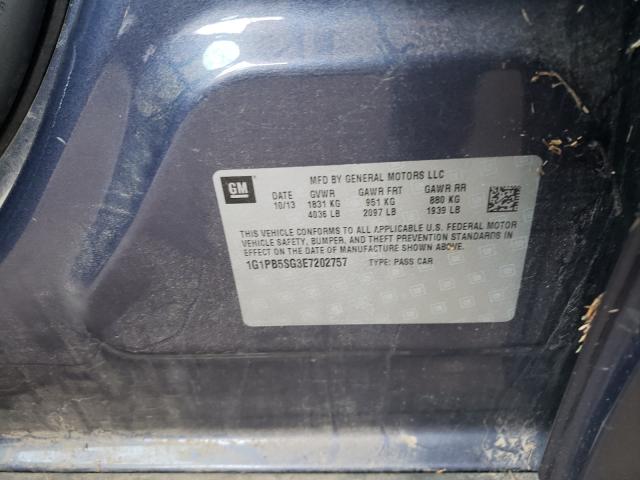 GM
MFD BY GENERAL MOTORS LLC
DATE GVWR GAWR FRT GAWR RR
10/13 1831 KG 951 KG 880 KG
4036 LB 2097 LB 1939 LB
THIS VEHICLE CONFORMS TO ALL APPLICABLE U.S. FEDERAL MOTOR
VEHICLE SAFETY, BUMPER, AND THEFT PREVENTION STANDARDS IN
EFFECT ON THE DATE OF MANUFACTURE SHOWN ABOVE.
1G1PB5SG3E7202757 TYPE: PASS CAR